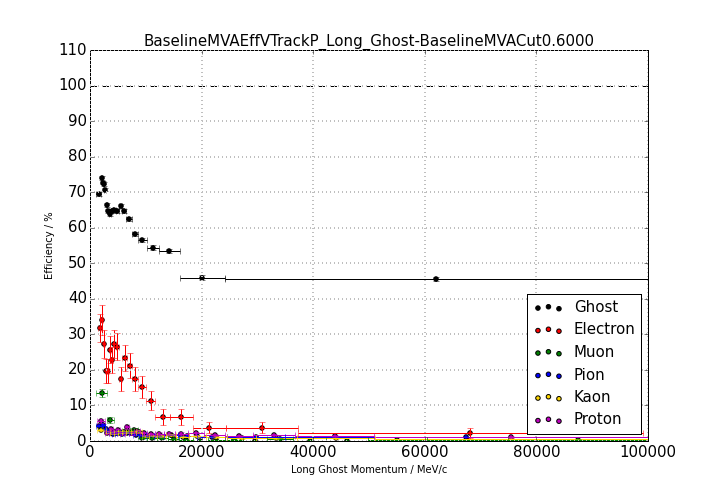 BaselineMVAEffVTrackP_Long_Ghost-BaselineMVACut0.6000
110
100
90
80
70
60
50
40
30
20
10
0
Efficiency / %
Ghost
Electron
Muon
Pion
Kaon
Proton
0 20000 40000 60000 80000 100000
Long Ghost Momentum / MeV/c